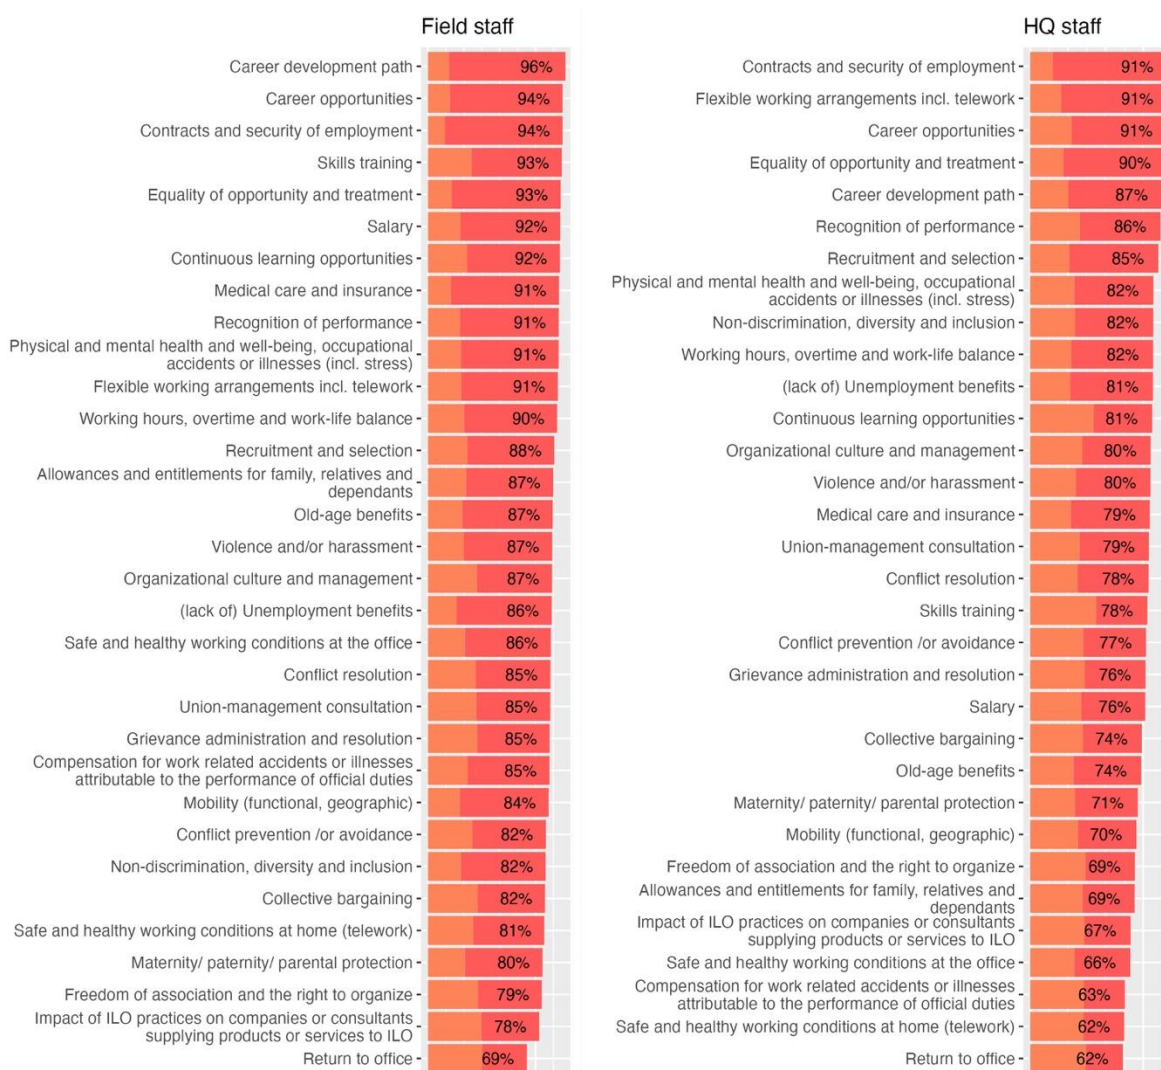 Field staff
Career development path
96%
Career opportunities
94%
Contracts and security of employment
94%
Skills training
93%
Equality of opportunity and treatment
93%
Salary
92%
Continuous learning opportunities
92%
Medical care and insurance
91%
Recognition of performance
91%
Physical and mental health and well-being, occupational
accidents or illnesses (incl. stress)
91%
Flexible working arrangements incl. telework
91%
Working hours, overtime and work-life balance
90%
Recruitment and selection
88%
Allowances and entitlements for family, relatives and
dependants
87%
Old-age benefits
87%
Violence and/or harassment
87%
Organizational culture and management
87%
(lack of) Unemployment benefits
86%
Safe and healthy working conditions at the office
86%
Conflict resolution
85%
Union-management consultation
85%
Grievance administration and resolution
85%
Compensation for work related accidents or illnesses
attributable to the performance of official duties
85%
Mobility (functional, geographic)
84%
Conflict prevention /or avoidance
82%
Non-discrimination, diversity and inclusion
82%
Collective bargaining
82%
Safe and healthy working conditions at home (telework)
81%
Maternity/ paternity/ parental protection
80%
Freedom of association and the right to organize
79%
Impact of ILO practices on companies or consultants
supplying products or services to ILO
78%
Return to office
69%
HQ staff
Contracts and security of employment
91%
Flexible working arrangements incl. telework
91%
Career opportunities
91%
Equality of opportunity and treatment
90%
Career development path
87%
Recognition of performance
86%
Recruitment and selection
85%
Physical and mental health and well-being, occupational
accidents or illnesses (incl. stress)
82%
Non-discrimination, diversity and inclusion
82%
Working hours, overtime and work-life balance
82%
(lack of) Unemployment benefits
81%
Continuous learning opportunities
81%
Organizational culture and management
80%
Violence and/or harassment
80%
Medical care and insurance
79%
Union-management consultation
79%
Conflict resolution
78%
Skills training
78%
Conflict prevention /or avoidance
77%
Grievance administration and resolution
76%
Salary
76%
Collective bargaining
74%
Old-age benefits
74%
Maternity/ paternity/ parental protection
71%
Mobility (functional, geographic)
70%
Freedom of association and the right to organize
69%
Allowances and entitlements for family, relatives and
dependants
69%
Impact of ILO practices on companies or consultants
supplying products or services to ILO
67%
Safe and healthy working conditions at the office
66%
Compensation for work related accidents or illnesses
attributable to the performance of official duties
63%
Safe and healthy working conditions at home (telework)
62%
Return to office
62%